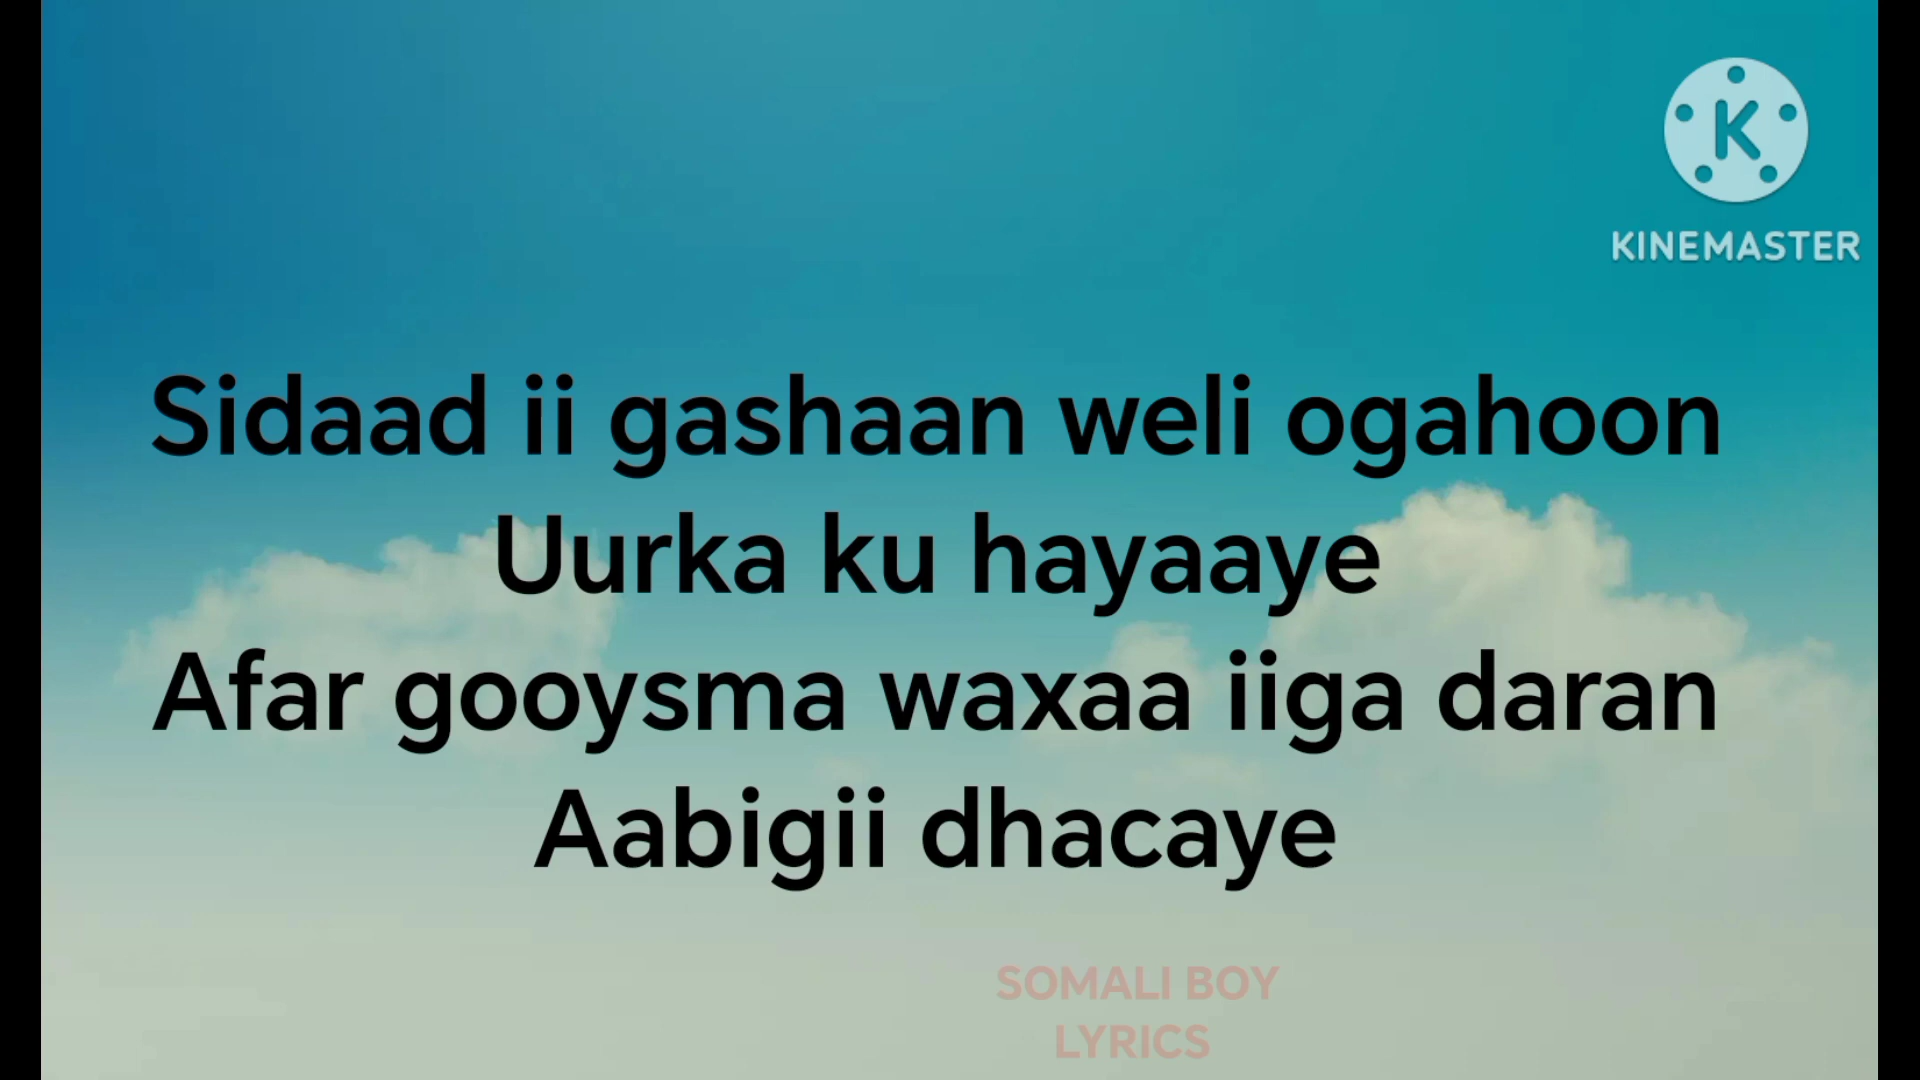 KINEMASTER
Sidaad ii gashaan weli ogahoon
Uurka ku hayaaye
Afar gooysma waxaa iiga daran
Aabigii dhacaye
SOMALI BOY
LYRICS